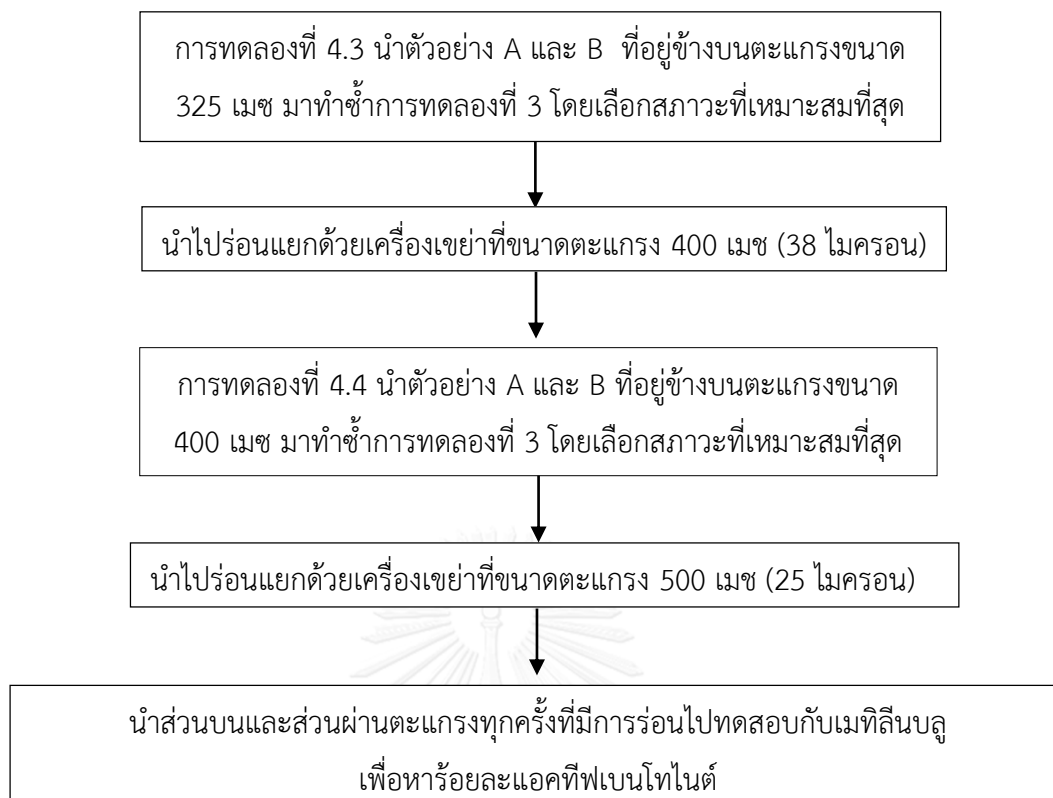 การทดลองที่ 4.3 นำตัวอย่าง A และ B ที่อยู่ข้างบนตะแกรงขนาด
325 เมซ มาทำซ้ำการทดลองที่ 3 โดยเลือกสภาวะที่เหมาะสมที่สุด
นำไปร่อนแยกด้วยเครื่องเขย่าที่ขนาดตะแกรง 400 เมช (38 ไมครอน)
การทดลองที่ 4.4 นำตัวอย่าง A และ B ที่อยู่ข้างบนตะแกรงขนาด
400 เมซ มาทำซ้ำการทดลองที่ 3 โดยเลือกสภาวะที่เหมาะสมที่สุด
นำไปร่อนแยกด้วยเครื่องเขย่าที่ขนาดตะแกรง 500 เมช (25 ไมครอน)
นำส่วนบนและส่วนผ่านตะแกรงทุกครั้งที่มีการร่อนไปทดสอบกับเมทิลีนบลู
เพื่อหาร้อยละแอคทีฟเบนโทไนต์